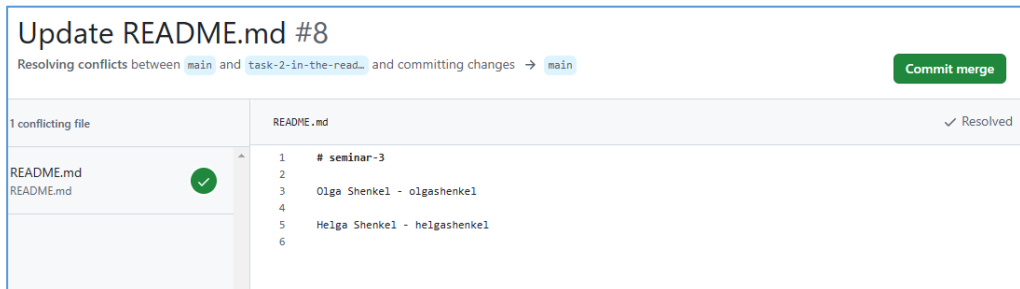 Update README.md #8
Resolving conflicts between main and task-2-in-the-read… and committing changes → main
Commit merge
1 conflicting file
README.md
Resolved
README.md
README.md
1 # seminar-3
2
3 Olga Shenkel - olgashenkel
4
5 Helga Shenkel - helgashenkel
6